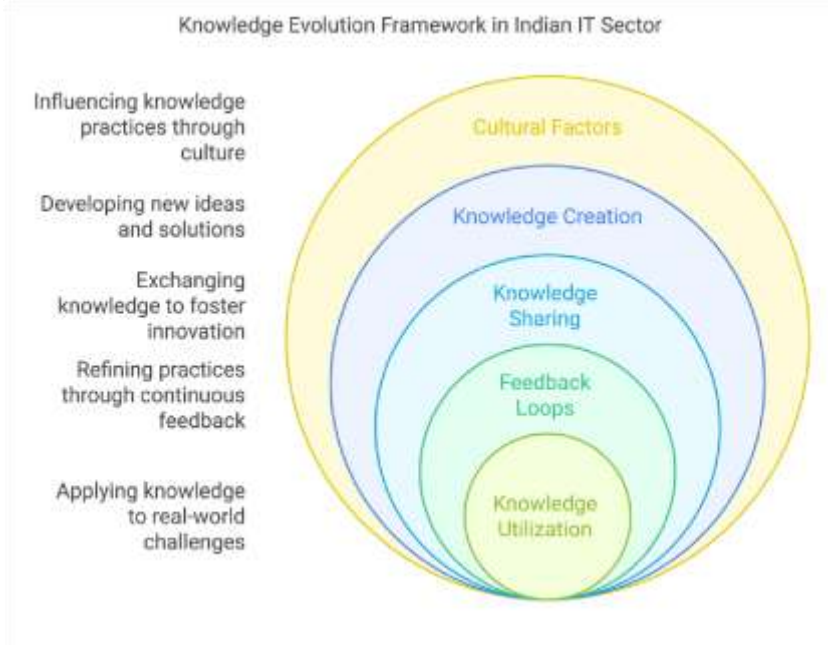 Knowledge Evolution Framework in Indian IT Sector
Influencing knowledge
practices through
culture
Cultural Factors
Developing new ideas
and solutions
Knowledge Creation
Exchanging
knowledge to foster
innovation
Knowledge
Sharing
Refining practices
through continuous
feedback
Feedback
Loops
Applying knowledge
to real-world
challenges
Knowledge
Utilization